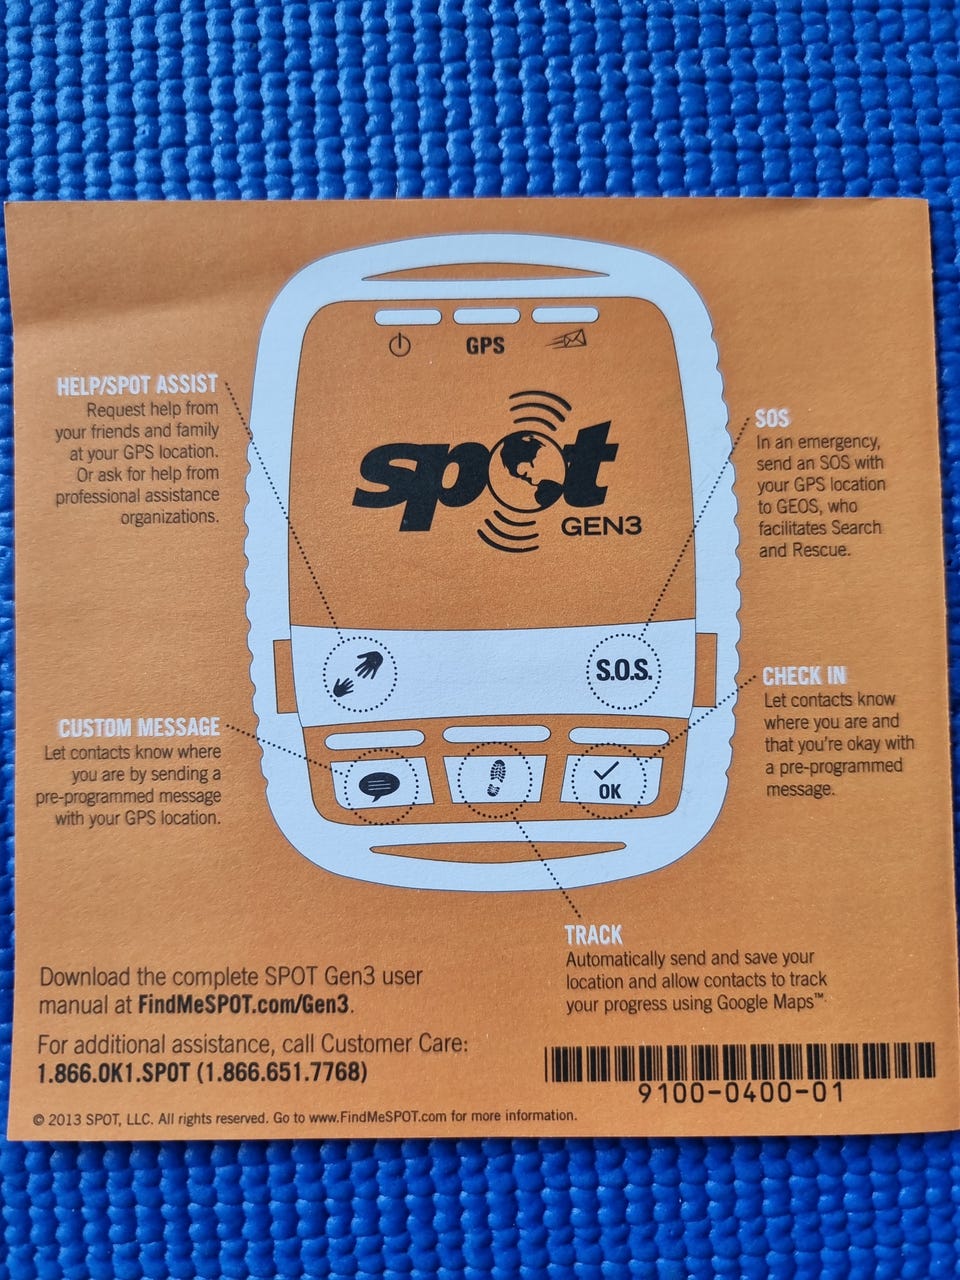 GPS
spot
GEN3
HELP/SPOT ASSIST
Request help from
your friends and family
at your GPS location.
Or ask for help from
professional assistance
organizations.
SOS
In an emergency,
send an SOS with
your GPS location
to GEOS, who
facilitates Search
and Rescue.
S.O.S.
CUSTOM MESSAGE
Let contacts know where
you are by sending a
pre-programmed message
with your GPS location.
CHECK IN
Let contacts know
where you are and
that you're okay with
a pre-programmed
message.
OK
TRACK
Automatically send and save your
location and allow contacts to track
your progress using Google Maps™.
Download the complete SPOT Gen3 user
manual at FindMeSPOT.com/Gen3.
For additional assistance, call Customer Care:
1.866.OK1.SPOT (1.866.651.7768)
9100-0400-01
© 2013 SPOT, LLC. All rights reserved. Go to www.FindMeSPOT.com for more information.